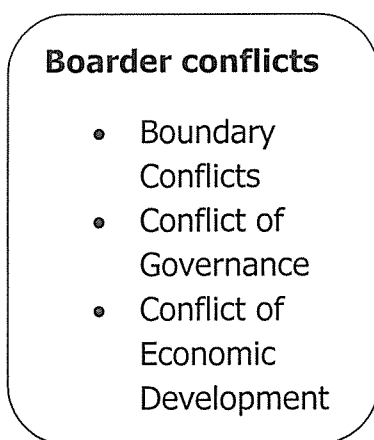 Boarder conflicts
• Boundary
Conflicts
• Conflict of
Governance
• Conflict of
Economic
Development